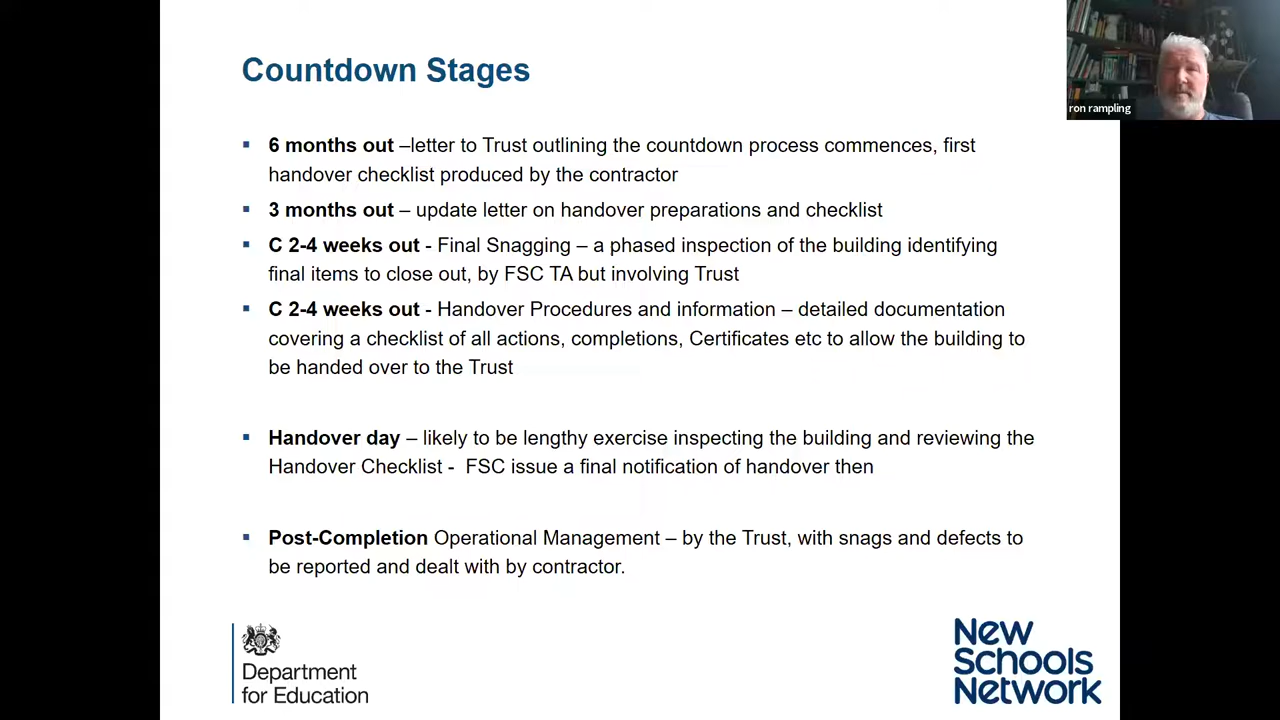 Countdown Stages
ron rampling
▪ 6 months out –letter to Trust outlining the countdown process commences, first
handover checklist produced by the contractor
▪ 3 months out – update letter on handover preparations and checklist
▪ C 2-4 weeks out - Final Snagging – a phased inspection of the building identifying
final items to close out, by FSC TA but involving Trust
▪ C 2-4 weeks out - Handover Procedures and information – detailed documentation
covering a checklist of all actions, completions, Certificates etc to allow the building to
be handed over to the Trust
▪ Handover day – likely to be lengthy exercise inspecting the building and reviewing the
Handover Checklist - FSC issue a final notification of handover then
▪ Post-Completion Operational Management – by the Trust, with snags and defects to
be reported and dealt with by contractor.
Department
for Education
New
Schools
Network